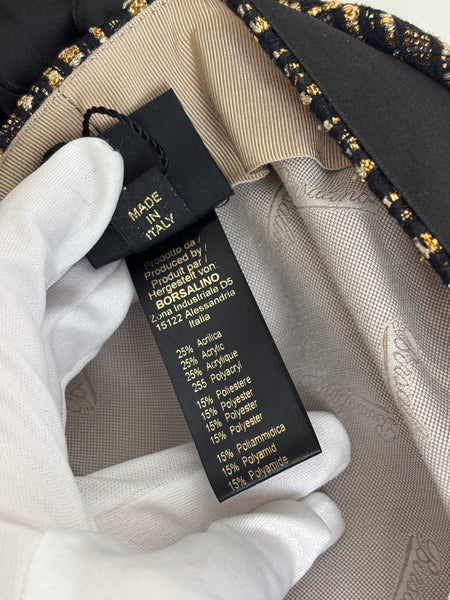 MADE
IN
ITALY
Prodotto da /
Produced by /
Produit par /
Hergestellt von:
BORSALINO
Zona Industriale D5
15122 Alessandria
Italia
25% Acrilica
25% Acrylic
25% Acrylique
255 Polyacryl
15% Poliestere
15% Polyester
15% Polyester
15% Polyester
15% Poliammidica
15% Polyamid
15% Polyamide